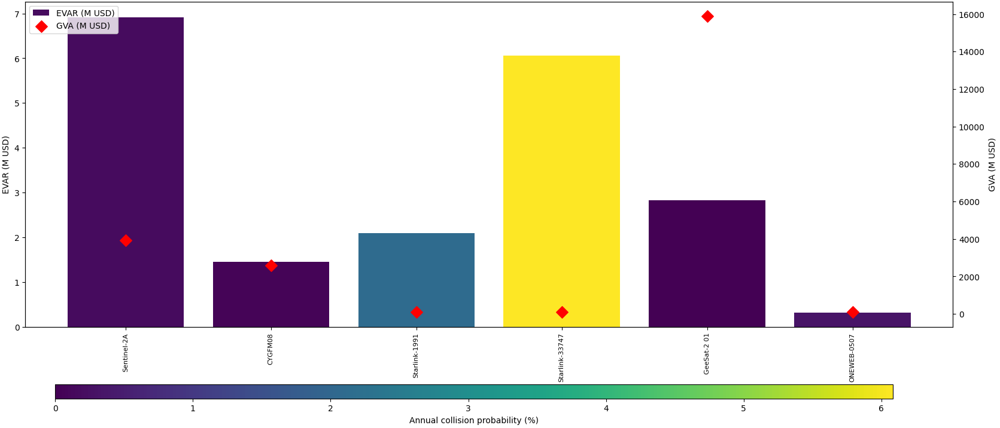 EVAR (M USD)
GVA (M USD)
7
6
5
4
3
2
1
0
EVAR (M USD)
16000
14000
12000
10000
8000
6000
4000
2000
0
GVA (M USD)
Sentinel-2A
CYGFM08
Starlink-1991
Starlink-33747
GeeSat-2 01
ONEWEB-0507
0 1 2 3 4 5 6
Annual collision probability (%)